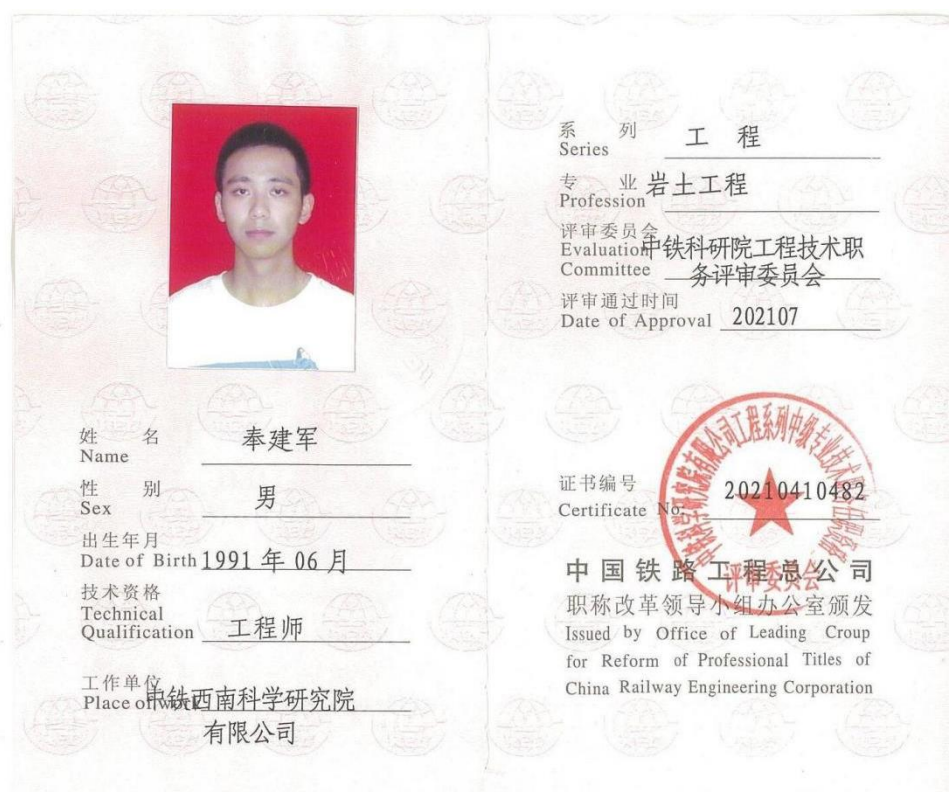 姓 名 奉建军
Name
性 别 男
Sex
出生年月
Date of Birth 1991 年 06 月
技术资格
Technical
Qualification 工程师
工作单位
Place of work 中铁西南科学研究院
有限公司
系 列 工 程
Series
专 业 岩土工程
Profession
评审委员会
Evaluation 中铁科研院工程技术职
Committee 务评审委员会
评审通过时间
Date of Approval 202107
证书编号 20210410482
Certificate No.
评审委员会
中国铁路工程总公司
职称改革领导小组办公室颁发
Issued by Office of Leading Croup
for Reform of Professional Titles of
China Railway Engineering Corporation